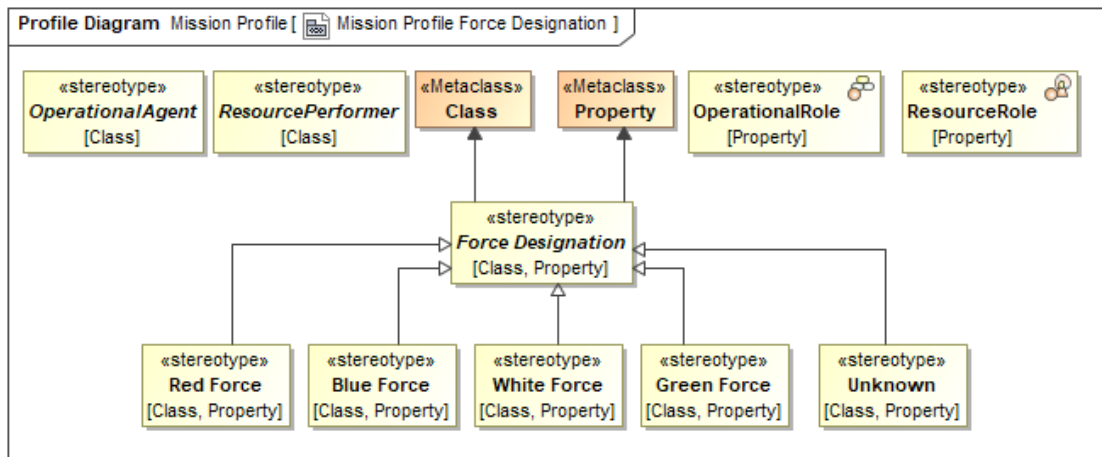 Profile Diagram Mission Profile [ Mission Profile Force Designation ]
«stereotype»
OperationalAgent
[Class]
«stereotype»
ResourcePerformer
[Class]
«Metaclass»
Class
«Metaclass»
Property
«stereotype»
OperationalRole
[Property]
«stereotype»
ResourceRole
[Property]
«stereotype»
Force Designation
[Class, Property]
«stereotype»
Red Force
[Class, Property]
«stereotype»
Blue Force
[Class, Property]
«stereotype»
White Force
[Class, Property]
«stereotype»
Green Force
[Class, Property]
«stereotype»
Unknown
[Class, Property]